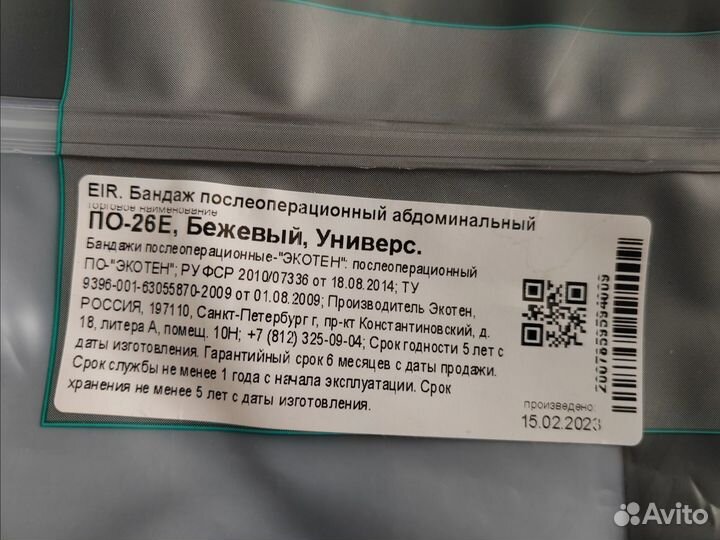 EIR. Бандаж послеоперационный абдоминальный
торговое наименование
ПО-26Е, Бежевый, Универс.
Бандажи послеоперационные-"ЭКОТЕН": послеоперационный
ПО-"ЭКОТЕН"; РУ ФСР 2010/07336 от 18.08.2014; ТУ
9396-001-63055870-2009 от 01.08.2009; Производитель Экотен,
РОССИЯ, 197110, Санкт-Петербург г, пр-кт Константиновский, д.
18, литера А, помещ. 10Н; +7 (812) 325-09-04; Срок годности 5 лет с
даты изготовления. Гарантийный срок 6 месяцев с даты продажи.
Срок службы не менее 1 года с начала эксплуатации. Срок
хранения не менее 5 лет с даты изготовления.
произведено:
15.02.2023
Avito